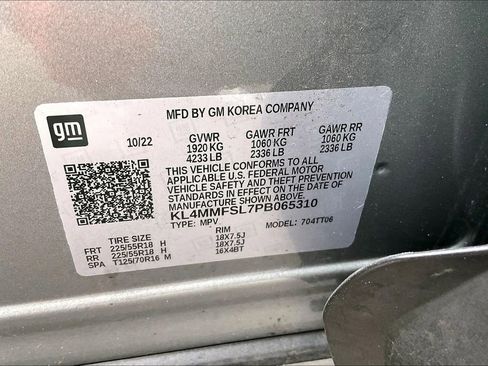 MFD BY GM KOREA COMPANY
gm
10/22 GVWR GAWR FRT GAWR RR
1920 KG 1060 KG 1060 KG
4233 LB 2336 LB 2336 LB
THIS VEHICLE CONFORMS TO ALL
APPLICABLE U.S. FEDERAL MOTOR
VEHICLE SAFETY AND THEFT PREVENTION
STANDARDS IN EFFECT ON THE DATE OF
MANUFACTURE SHOWN ABOVE.
KL4MMFSL7PB065310
TYPE: MPV MODEL: 704TT06
TIRE SIZE RIM
FRT 225/55R18 H 18X7.5J
RR 225/55R18 H 18X7.5J
SPA T125/70R16 M 16X4BT